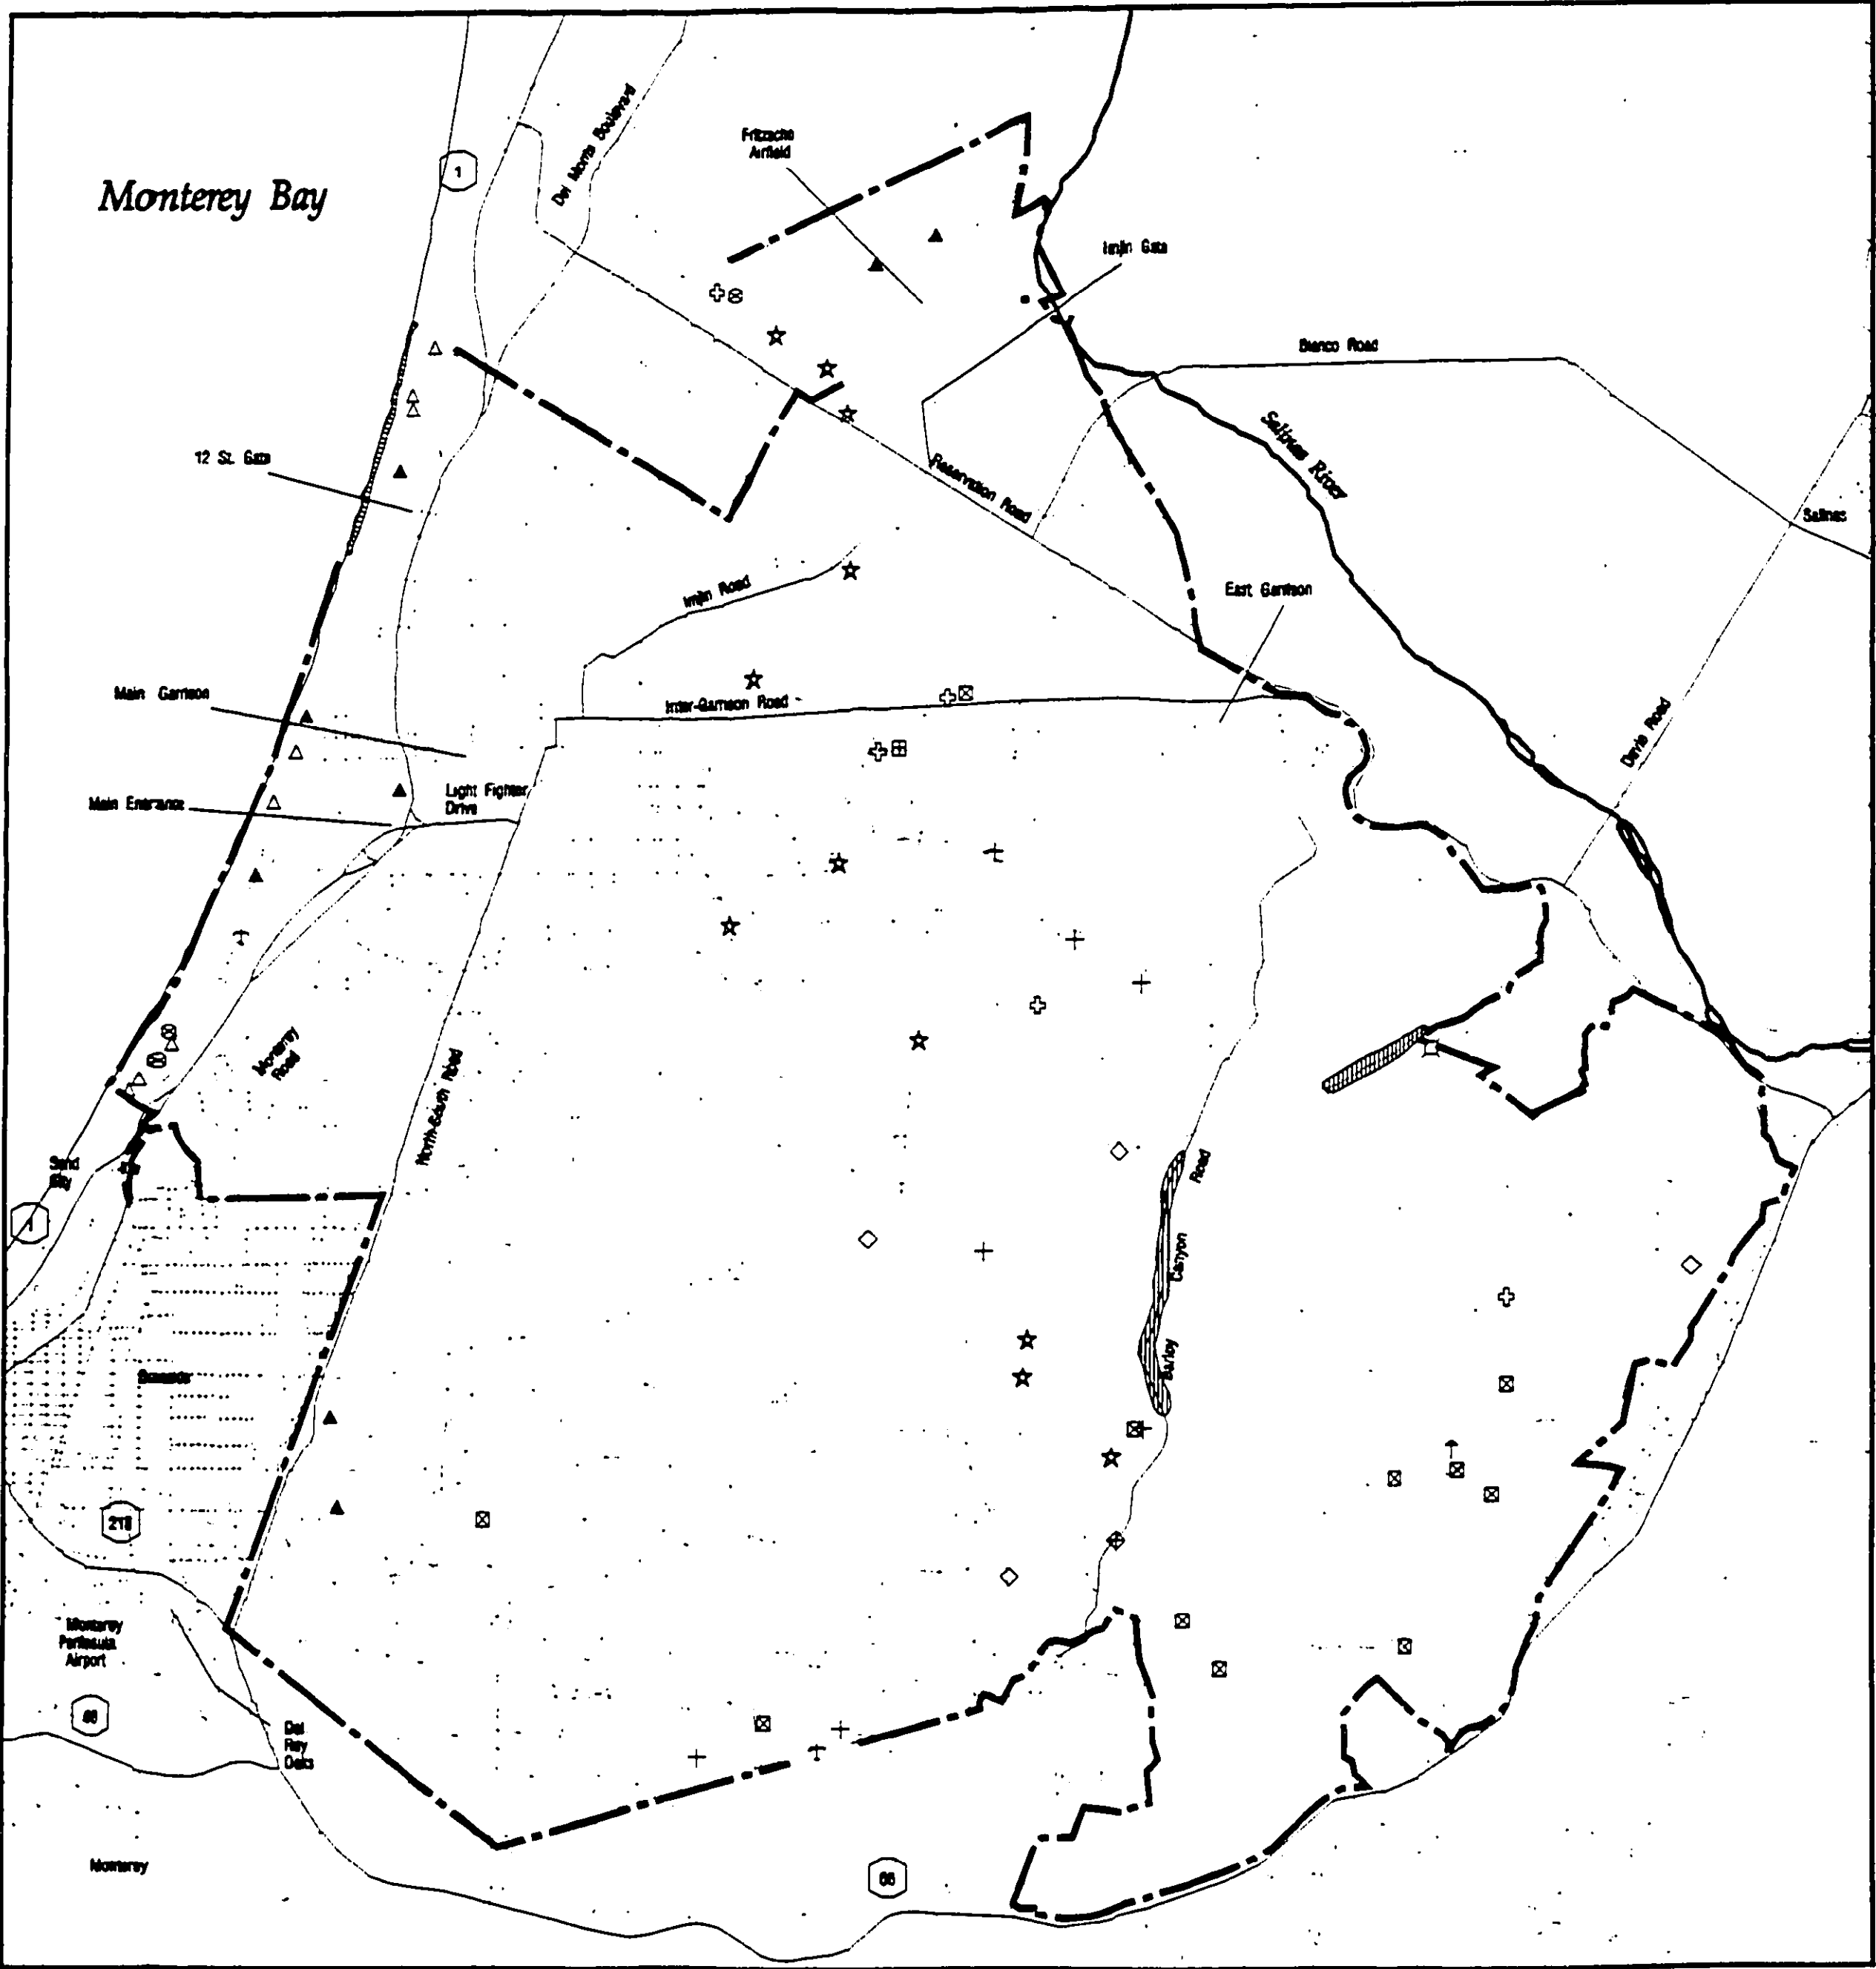 Monterey Bay
1
Del Monte Boulevard
Fritzsche
Airfield
Imjin Gate
Blanco Road
Salinas River
12 St. Gate
Reservation Road
Salinas
Imjin Road
East Garrison
Main Garrison
Inter-Garrison Road
Davis Road
Main Entrance
Light Fighter
Drive
Monterey
Road
North-South Road
Sand
City
1
Barley Canyon Road
Seaside
218
Monterey
Peninsula
Airport
68
Del
Rey
Oaks
Monterey
68